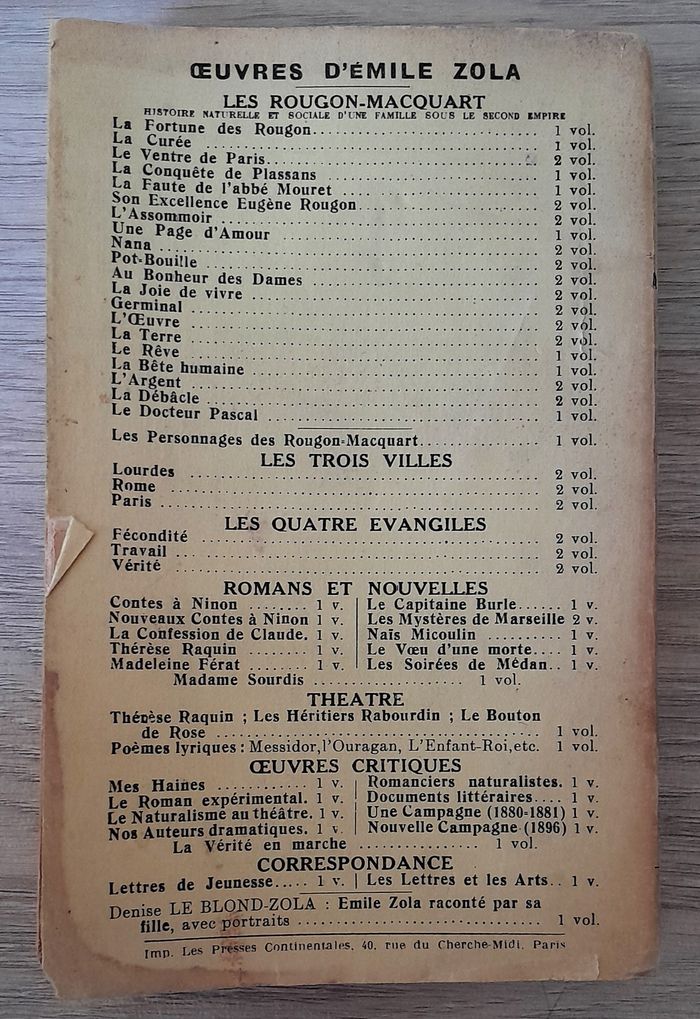 ŒUVRES D'ÉMILE ZOLA
LES ROUGON-MACQUART
HISTOIRE NATURELLE ET SOCIALE D'UNE FAMILLE SOUS LE SECOND EMPIRE
La Fortune des Rougon 1 vol.
La Curée 1 vol.
Le Ventre de Paris 2 vol.
La Conquête de Plassans 1 vol.
La Faute de l'abbé Mouret 1 vol.
Son Excellence Eugène Rougon 2 vol.
L'Assommoir 2 vol.
Une Page d'Amour 1 vol.
Nana 2 vol.
Pot-Bouille 2 vol.
Au Bonheur des Dames 2 vol.
La Joie de vivre 2 vol.
Germinal 2 vol.
L'Œuvre 2 vol.
La Terre 2 vol.
Le Rêve 1 vol.
La Bête humaine 1 vol.
L'Argent 2 vol.
La Débâcle 2 vol.
Le Docteur Pascal 1 vol.
Les Personnages des Rougon-Macquart 1 vol.
LES TROIS VILLES
Lourdes 2 vol.
Rome 2 vol.
Paris 2 vol.
LES QUATRE EVANGILES
Fécondité 2 vol.
Travail 2 vol.
Vérité 2 vol.
ROMANS ET NOUVELLES
Contes à Ninon 1 v. | Le Capitaine Burle 1 v.
Nouveaux Contes à Ninon 1 v. | Les Mystères de Marseille 2 v.
La Confession de Claude. 1 v. | Naïs Micoulin 1 v.
Thérèse Raquin 1 v. | Le Vœu d'une morte 1 v.
Madeleine Férat 1 v. | Les Soirées de Médan 1 v.
Madame Sourdis 1 vol.
THEATRE
Thénèse Raquin ; Les Héritiers Rabourdin ; Le Bouton
de Rose 1 vol.
Poèmes lyriques : Messidor, l'Ouragan, L'Enfant-Roi, etc. 1 vol.
ŒUVRES CRITIQUES
Mes Haines 1 v. | Romanciers naturalistes. 1 v.
Le Roman expérimental. 1 v. | Documents littéraires 1 v.
Le Naturalisme au théâtre. 1 v. | Une Campagne (1880-1881) 1 v.
Nos Auteurs dramatiques. 1 v. | Nouvelle Campagne (1896) 1 v.
La Vérité en marche 1 vol.
CORRESPONDANCE
Lettres de Jeunesse 1 v. | Les Lettres et les Arts 1 v.
Denise LE BLOND-ZOLA : Emile Zola raconté par sa
fille, avec portraits 1 vol.
Imp. Les Presses Continentales, 40, rue du Cherche-Midi, Paris